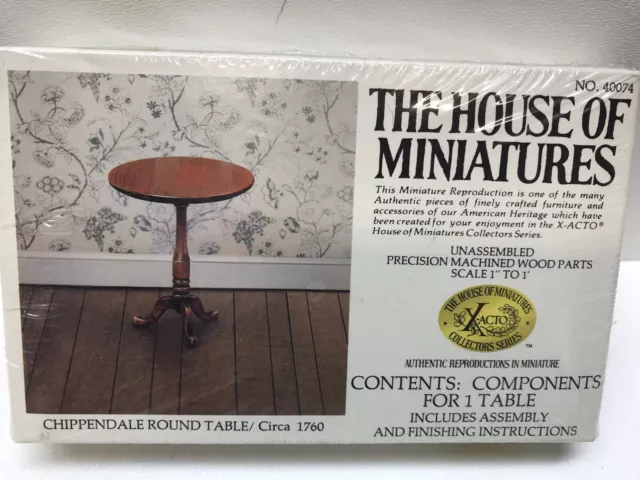 NO. 40074
THE HOUSE OF
MINIATURES
This Miniature Reproduction is one of the many
Authentic pieces of finely crafted furniture and
accessories of our American Heritage which have
been created for your enjoyment in the X-ACTO®
House of Miniatures Collectors Series.
UNASSEMBLED
PRECISION MACHINED WOOD PARTS
SCALE 1" TO 1'
THE HOUSE OF MINIATURES
X-ACTO
COLLECTORS SERIES
™
AUTHENTIC REPRODUCTIONS IN MINIATURE
CONTENTS: COMPONENTS
FOR 1 TABLE
INCLUDES ASSEMBLY
AND FINISHING INSTRUCTIONS
CHIPPENDALE ROUND TABLE/ Circa 1760